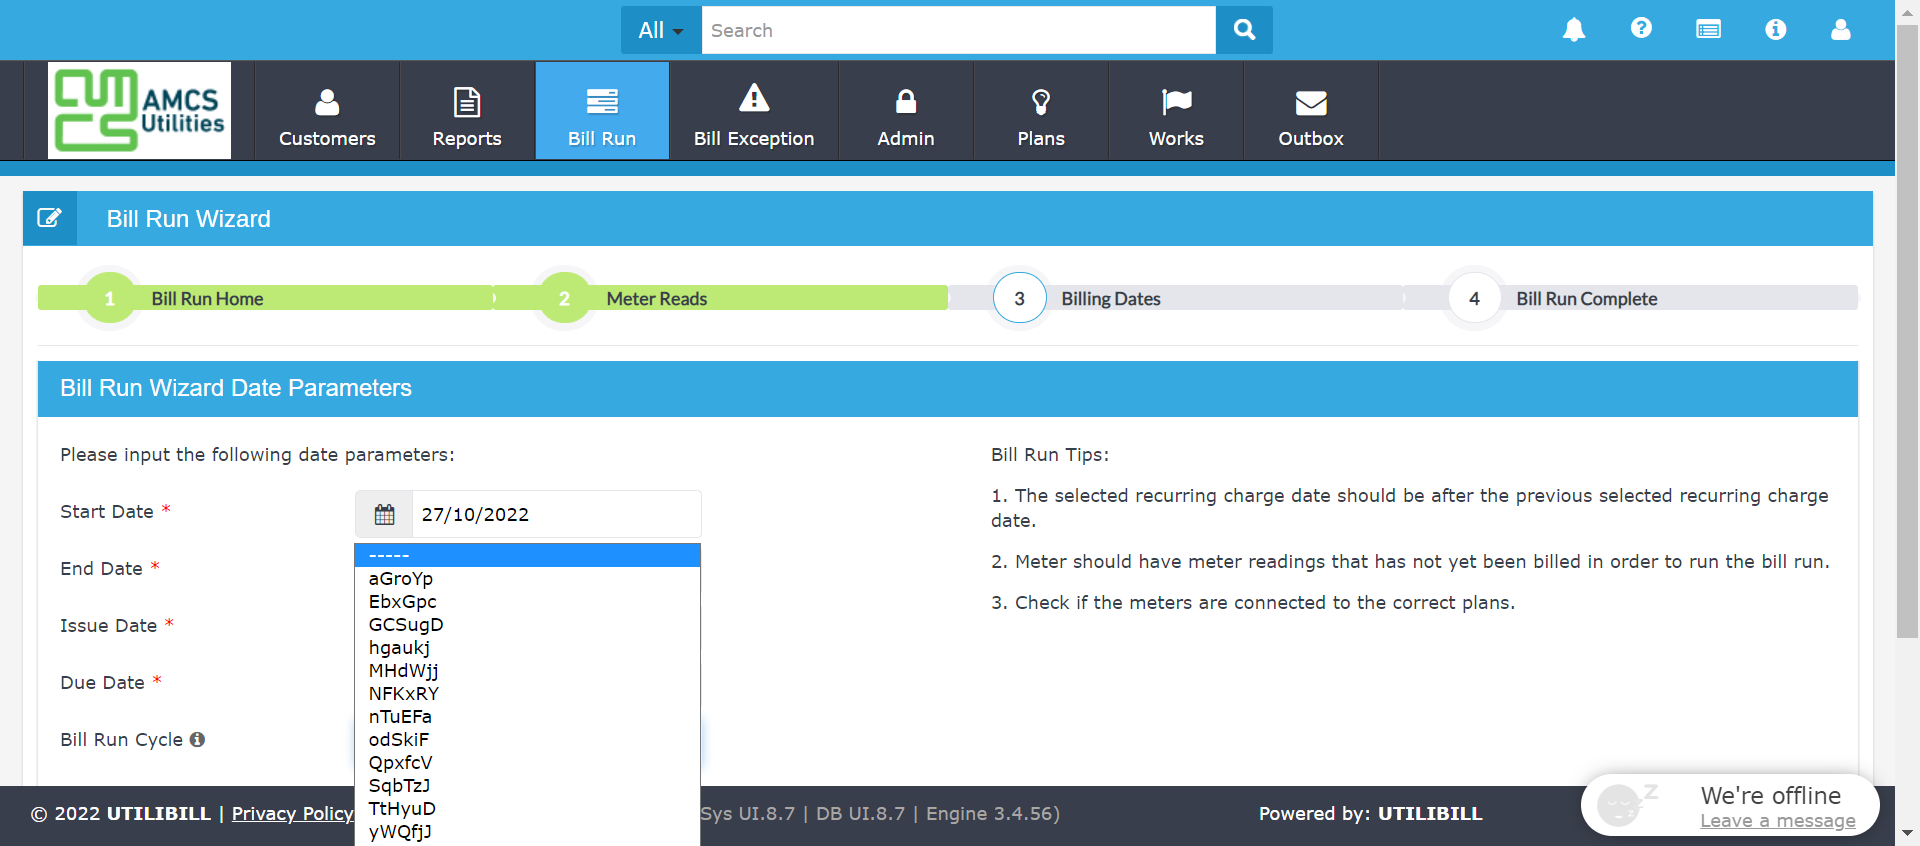 All
Search
AMCS
Utilities
Customers
Reports
Bill Run
Bill Exception
Admin
Plans
Works
Outbox
Bill Run Wizard
1 Bill Run Home
2 Meter Reads
3 Billing Dates
4 Bill Run Complete
Bill Run Wizard Date Parameters
Please input the following date parameters:
Start Date *
27/10/2022
End Date *
Issue Date *
Due Date *
Bill Run Cycle
-----
aGroYp
EbxGpc
GCSugD
hgaukj
MHdWjj
NFKxRY
nTuEFa
odSkiF
QpxfcV
SqbTzJ
TtHyuD
yWQfjJ
Bill Run Tips:
1. The selected recurring charge date should be after the previous selected recurring charge
date.
2. Meter should have meter readings that has not yet been billed in order to run the bill run.
3. Check if the meters are connected to the correct plans.
© 2022 UTILIBILL | Privacy Policy
Sys UI.8.7 | DB UI.8.7 | Engine 3.4.56)
Powered by: UTILIBILL
We're offline
Leave a message